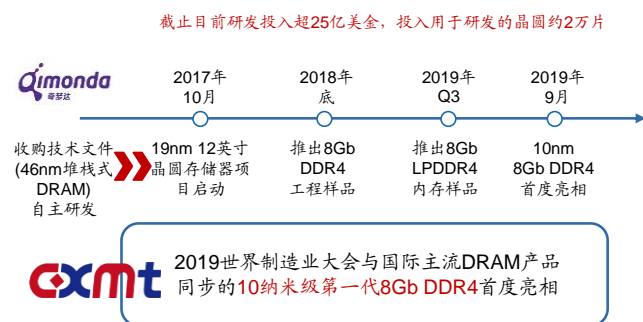 截止目前研发投入超25亿美金，投入用于研发的晶圆约2万片
Qimonda
奇梦达
2017年
10月
2018年
底
2019年
Q3
2019年
9月
收购技术文件
(46nm堆栈式
DRAM)
自主研发
19nm 12英寸
晶圆存储器项
目启动
推出8Gb
DDR4
工程样品
推出8Gb
LPDDR4
内存样品
10nm
8Gb DDR4
首度亮相
cxmt
2019世界制造业大会与国际主流DRAM产品
同步的10纳米级第一代8Gb DDR4首度亮相